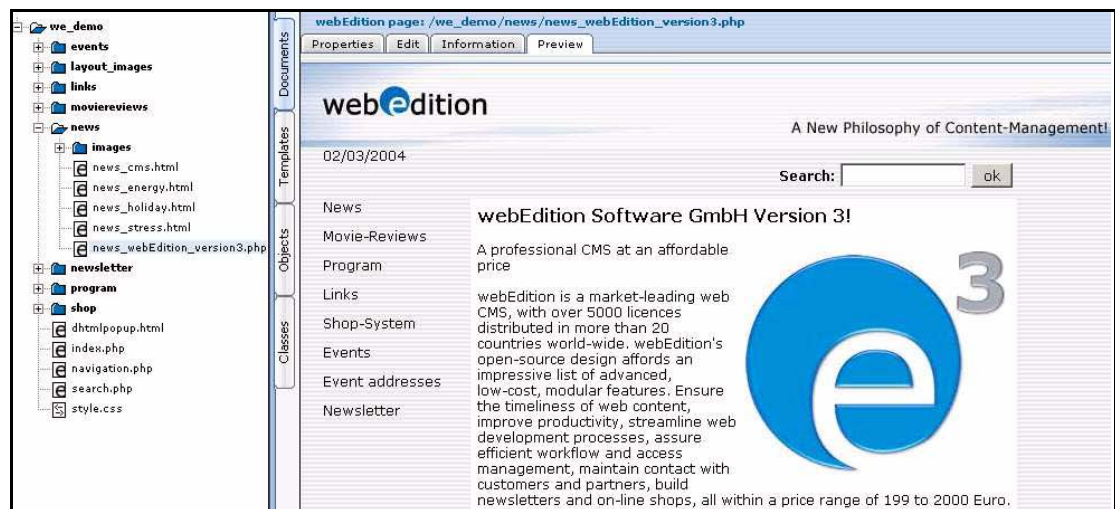 we_demo
events
layout_images
links
moviereviews
news
images
news_cms.html
news_energy.html
news_holiday.html
news_stress.html
news_webEdition_version3.php
newsletter
program
shop
dhtmlpopup.html
index.php
navigation.php
search.php
style.css
Documents
Templates
Objects
Classes
webEdition page: /we_demo/news/news_webEdition_version3.php
Properties Edit Information Preview
webedition
A New Philosophy of Content-Management!
02/03/2004
Search: ok
News
Movie-Reviews
Program
Links
Shop-System
Events
Event addresses
Newsletter
webEdition Software GmbH Version 3!
A professional CMS at an affordable
price
webEdition is a market-leading web
CMS, with over 5000 licences
distributed in more than 20
countries world-wide. webEdition's
open-source design affords an
impressive list of advanced,
low-cost, modular features. Ensure
the timeliness of web content,
improve productivity, streamline web
development processes, assure
efficient workflow and access
management, maintain contact with
customers and partners, build
newsletters and on-line shops, all within a price range of 199 to 2000 Euro.
e3